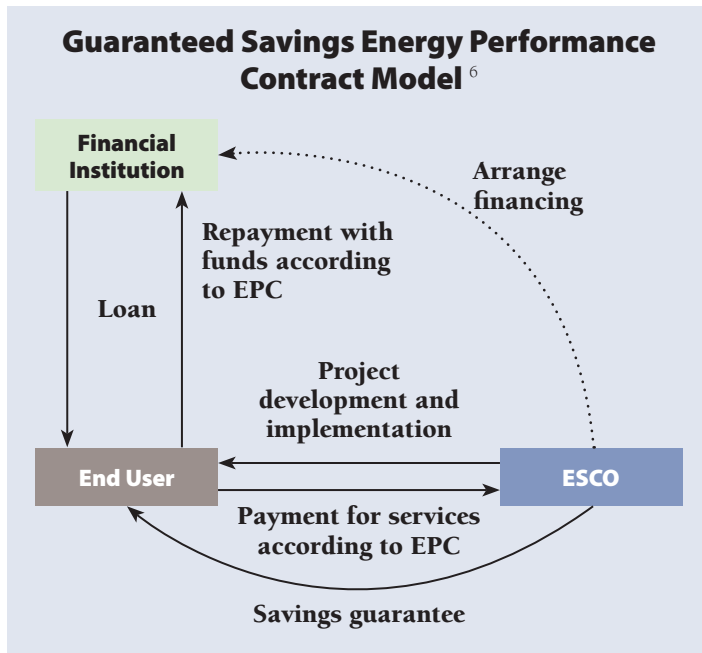 Guaranteed Savings Energy Performance
Contract Model 6
Financial
Institution
Arrange
financing
Repayment with
funds according
to EPC
Loan
Project
development and
implementation
End User
ESCO
Payment for services
according to EPC
Savings guarantee